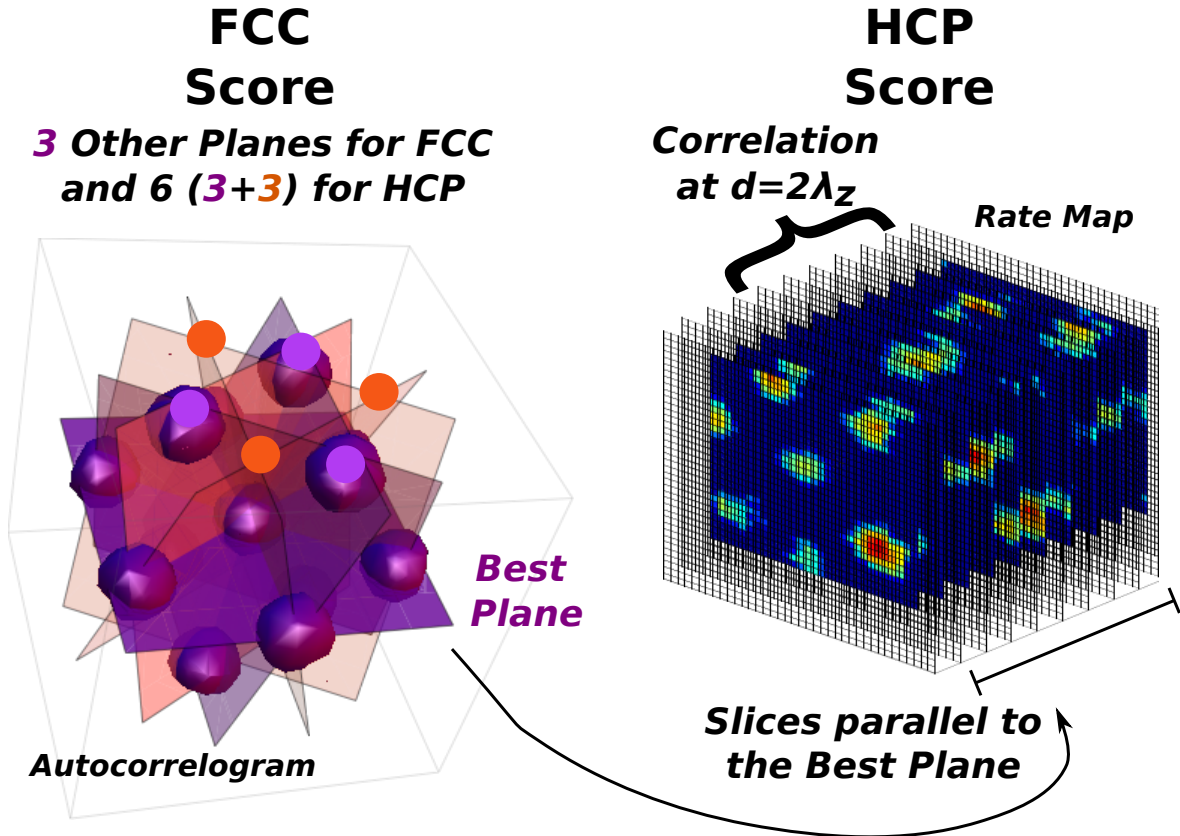 FCC
Score
3 Other Planes for FCC
and 6 (3+3) for HCP
Best
Plane
Autocorrelogram
HCP
Score
Correlation
at d=2λz
Rate Map
Slices parallel to
the Best Plane